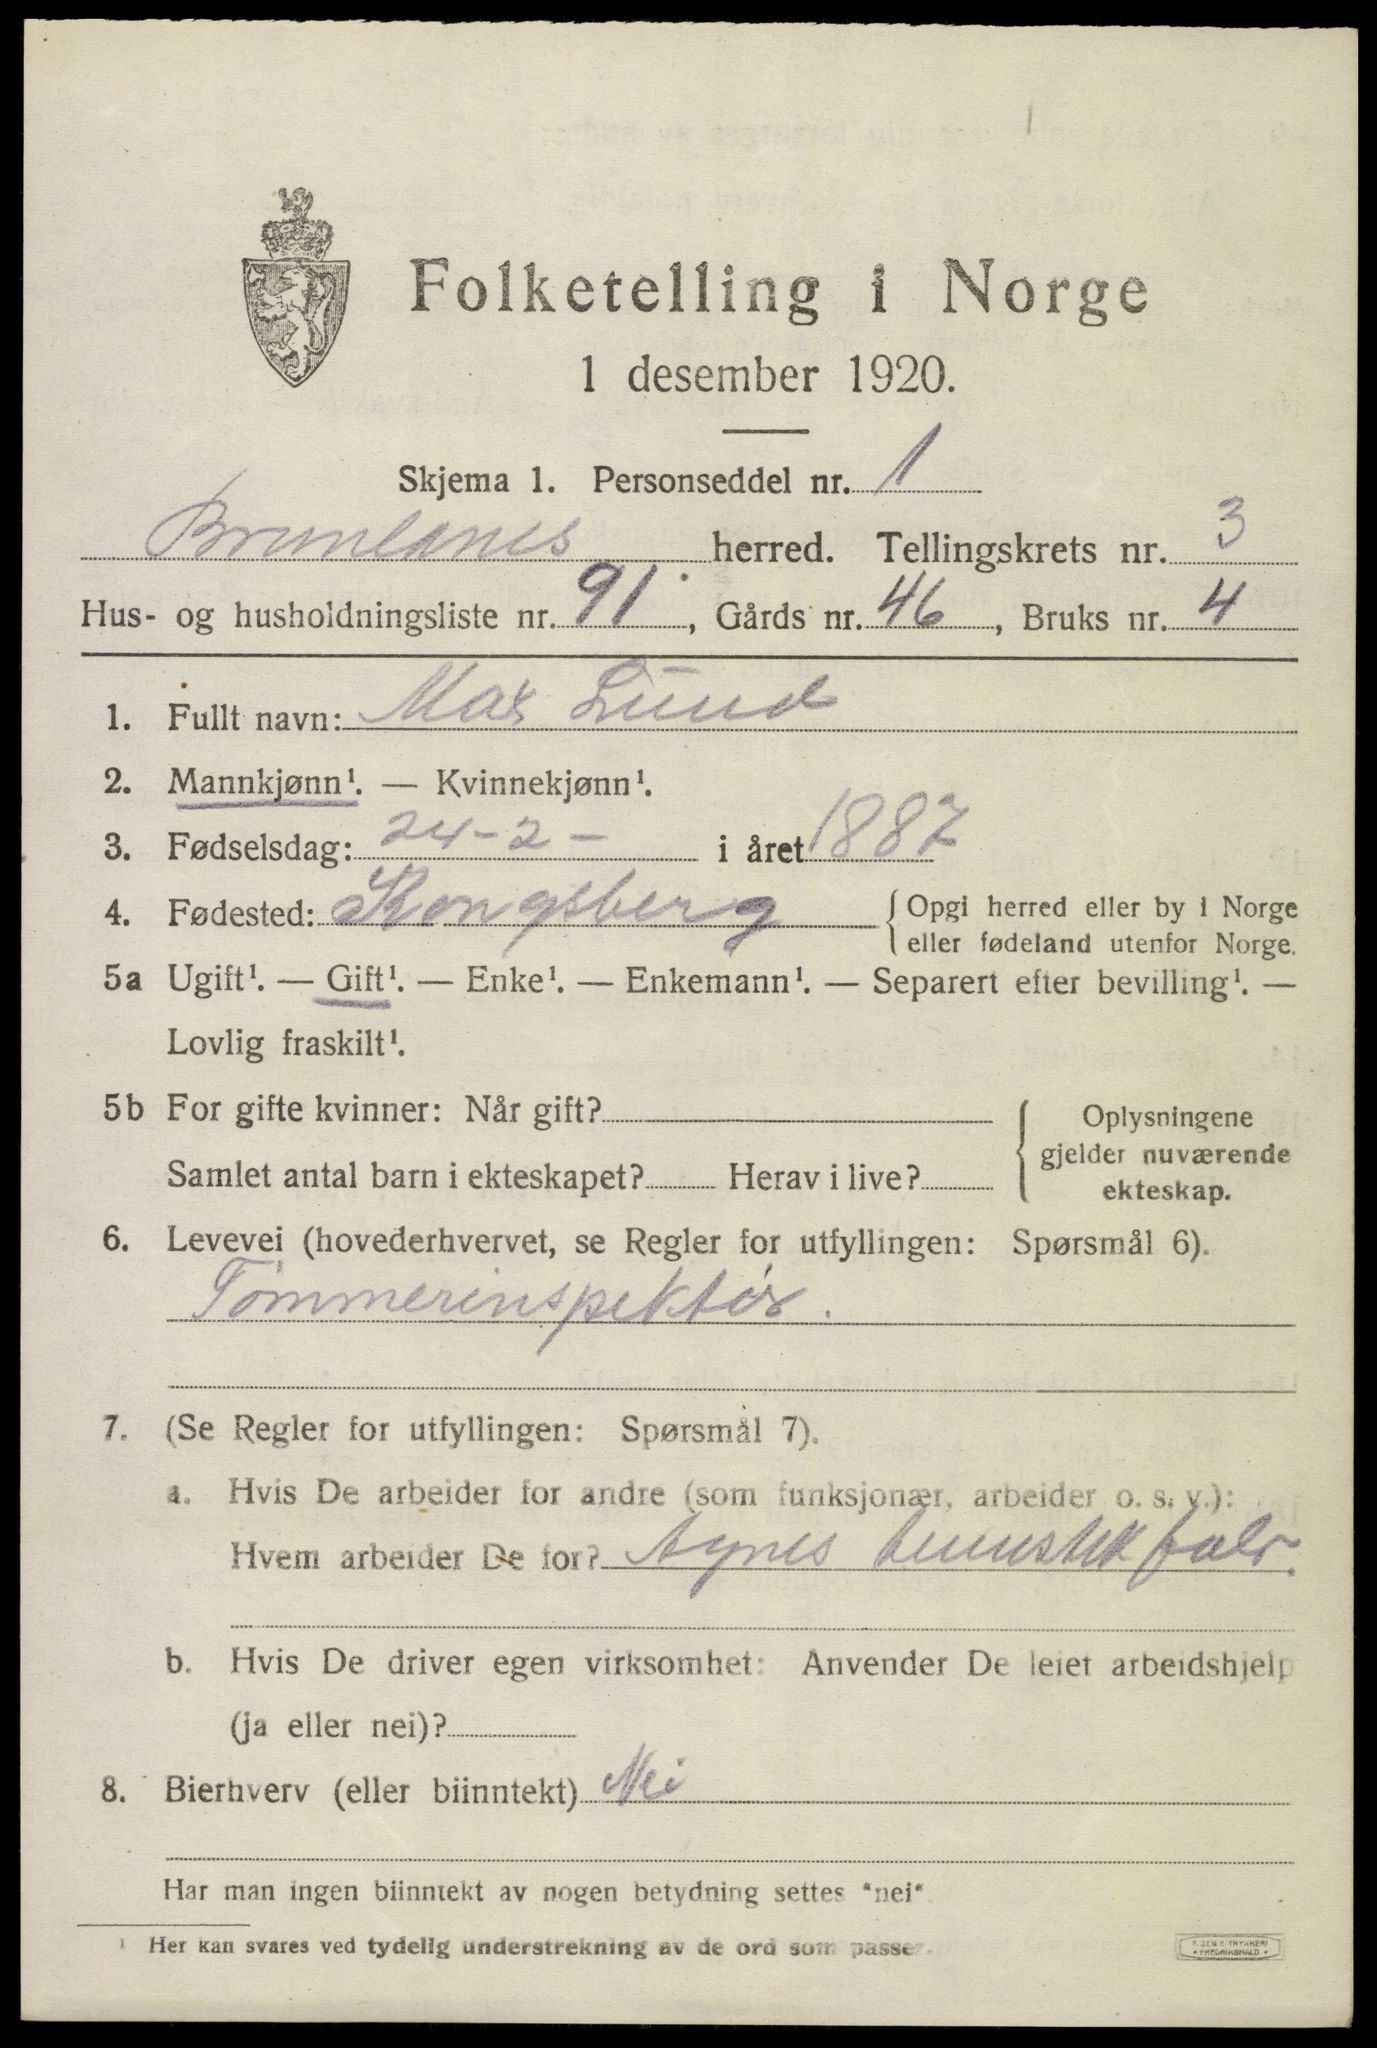 Folketelling i Norge
1 desember 1920.
Skjema 1. Personseddel nr. 1
Brunlanes herred. Tellingskrets nr. 3
Hus- og husholdningsliste nr. 91, Gårds nr. 46, Bruks nr. 4
1. Fullt navn: Max Lund
2. Mannkjønn¹. — Kvinnekjønn¹.
3. Fødselsdag: 24-2- i året 1887
4. Fødested: Kongsberg { Opgi herred eller by i Norge
eller fødeland utenfor Norge.
5a Ugift¹. — Gift¹. — Enke¹. — Enkemann¹. — Separert efter bevilling¹. —
Lovlig fraskilt¹.
5b For gifte kvinner: Når gift?
Samlet antal barn i ekteskapet? Herav i live?
{ Oplysningene
gjelder nuværende
ekteskap.
6. Levevei (hovederhvervet, se Regler for utfyllingen: Spørsmål 6).
Tømmerinspektør.
7. (Se Regler for utfyllingen: Spørsmål 7).
a. Hvis De arbeider for andre (som funksjonær, arbeider o. s. v.):
Hvem arbeider De for? Agnes
b. Hvis De driver egen virksomhet: Anvender De leiet arbeidshjelp
(ja eller nei)?
8. Bierhverv (eller biinntekt) Nei
Har man ingen biinntekt av nogen betydning settes "nei"
¹ Her kan svares ved tydelig understrekning av de ord som passer.
TRYKKERI
FREDRIKSHALD